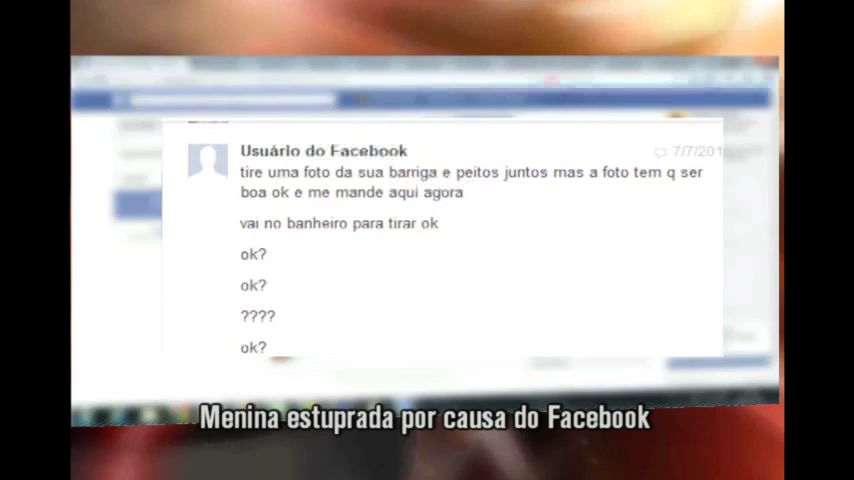 Usuário do Facebook
7/7/201
tire uma foto da sua barriga e peitos juntos mas a foto tem q ser
boa ok e me mande aqui agora
vai no banheiro para tirar ok
ok?
ok?
????
ok?
Menina estuprada por causa do Facebook